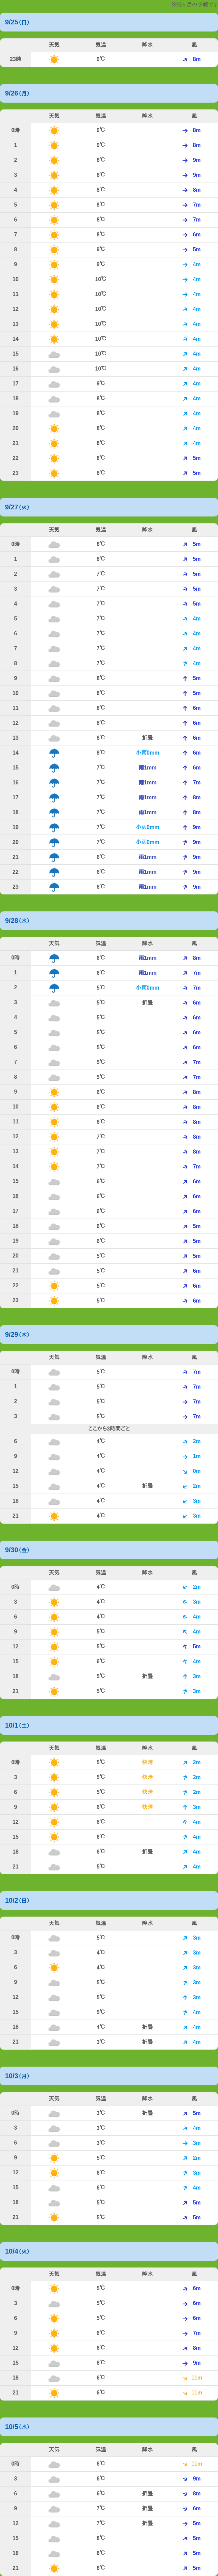 天気と風の予報です
9/25(日)
天気 気温 降水 風
23時 9℃ 8m
9/26(月)
天気 気温 降水 風
0時 9℃ 8m
1 9℃ 8m
2 8℃ 9m
3 8℃ 9m
4 8℃ 8m
5 8℃ 7m
6 8℃ 7m
7 8℃ 6m
8 9℃ 5m
9 9℃ 4m
10 10℃ 4m
11 10℃ 4m
12 10℃ 4m
13 10℃ 4m
14 10℃ 4m
15 10℃ 4m
16 10℃ 4m
17 9℃ 4m
18 8℃ 4m
19 8℃ 4m
20 8℃ 4m
21 8℃ 4m
22 8℃ 5m
23 8℃ 5m
9/27(火)
天気 気温 降水 風
0時 8℃ 5m
1 8℃ 5m
2 7℃ 5m
3 7℃ 5m
4 7℃ 5m
5 7℃ 4m
6 7℃ 4m
7 7℃ 4m
8 7℃ 4m
9 8℃ 5m
10 8℃ 5m
11 8℃ 6m
12 8℃ 6m
13 8℃ 折畳 6m
14 8℃ 小雨0mm 6m
15 7℃ 雨1mm 6m
16 7℃ 雨1mm 7m
17 7℃ 雨1mm 8m
18 7℃ 雨1mm 8m
19 7℃ 小雨0mm 9m
20 7℃ 小雨0mm 9m
21 6℃ 雨1mm 9m
22 6℃ 雨1mm 9m
23 6℃ 雨1mm 9m
9/28(水)
天気 気温 降水 風
0時 6℃ 雨1mm 8m
1 6℃ 雨1mm 7m
2 5℃ 小雨0mm 7m
3 5℃ 折畳 6m
4 5℃ 6m
5 5℃ 6m
6 5℃ 6m
7 5℃ 7m
8 5℃ 7m
9 6℃ 8m
10 6℃ 8m
11 6℃ 8m
12 7℃ 8m
13 7℃ 8m
14 7℃ 7m
15 6℃ 6m
16 6℃ 6m
17 6℃ 6m
18 6℃ 5m
19 5℃ 5m
20 5℃ 5m
21 5℃ 6m
22 5℃ 6m
23 5℃ 6m
9/29(木)
天気 気温 降水 風
0時 5℃ 7m
1 5℃ 7m
2 5℃ 7m
3 5℃ 7m
ここから3時間ごと
6 4℃ 2m
9 4℃ 1m
12 4℃ 0m
15 4℃ 折畳 2m
18 4℃ 3m
21 4℃ 3m
9/30(金)
天気 気温 降水 風
0時 4℃ 2m
3 4℃ 3m
6 4℃ 4m
9 5℃ 4m
12 5℃ 5m
15 6℃ 4m
18 5℃ 折畳 3m
21 5℃ 3m
10/1(土)
天気 気温 降水 風
0時 5℃ 快晴 2m
3 5℃ 快晴 2m
6 5℃ 快晴 2m
9 6℃ 快晴 3m
12 6℃ 4m
15 6℃ 4m
18 6℃ 折畳 4m
21 5℃ 4m
10/2(日)
天気 気温 降水 風
0時 5℃ 3m
3 4℃ 3m
6 4℃ 3m
9 5℃ 3m
12 5℃ 3m
15 5℃ 4m
18 4℃ 折畳 4m
21 3℃ 折畳 4m
10/3(月)
天気 気温 降水 風
0時 3℃ 折畳 5m
3 3℃ 4m
6 3℃ 3m
9 5℃ 2m
12 6℃ 3m
15 6℃ 4m
18 5℃ 5m
21 5℃ 5m
10/4(火)
天気 気温 降水 風
0時 5℃ 6m
3 5℃ 6m
6 5℃ 6m
9 6℃ 7m
12 6℃ 8m
15 6℃ 9m
18 6℃ 11m
21 6℃ 11m
10/5(水)
天気 気温 降水 風
0時 6℃ 11m
3 6℃ 9m
6 6℃ 折畳 8m
9 7℃ 折畳 6m
12 7℃ 折畳 5m
15 8℃ 5m
18 8℃ 5m
21 8℃ 5m